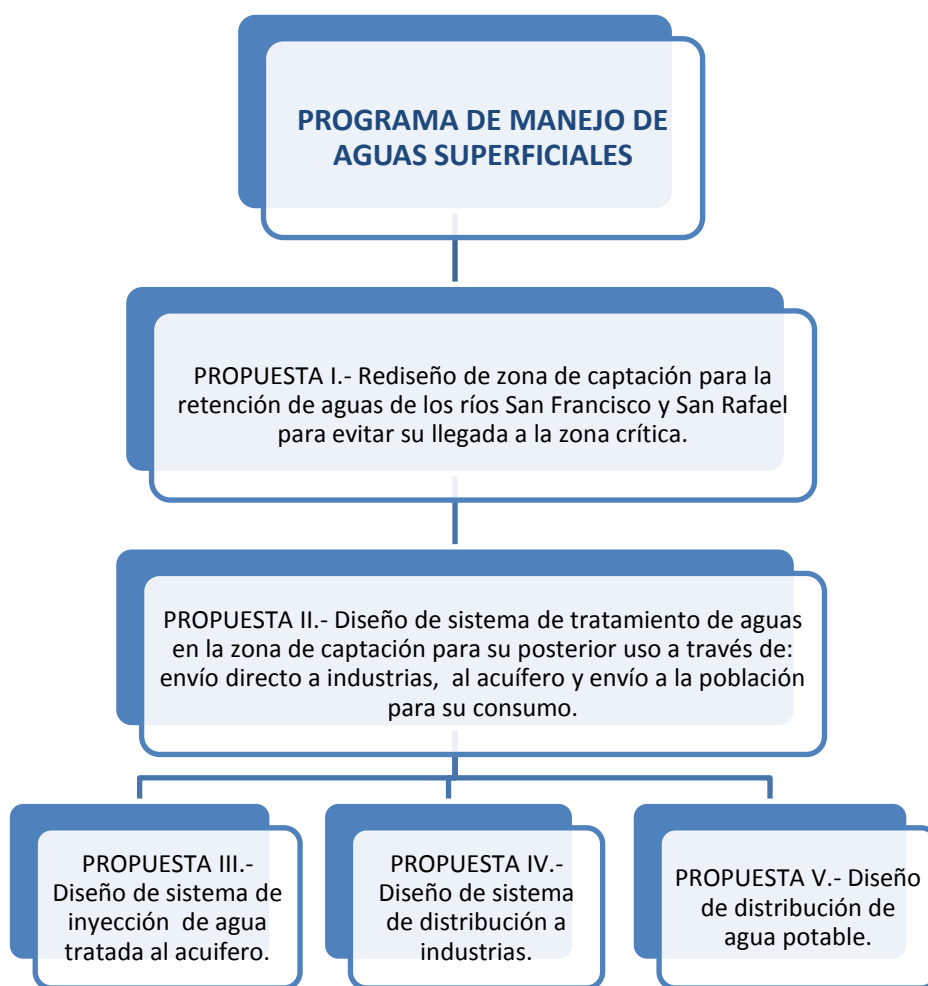 PROGRAMA DE MANEJO DE
AGUAS SUPERFICIALES
PROPUESTA I.- Rediseño de zona de captación para la
retención de aguas de los ríos San Francisco y San Rafael
para evitar su llegada a la zona crítica.
PROPUESTA II.- Diseño de sistema de tratamiento de aguas
en la zona de captación para su posterior uso a través de:
envío directo a industrias, al acuífero y envío a la población
para su consumo.
PROPUESTA III.-
Diseño de sistema de
inyección de agua
tratada al acuifero.
PROPUESTA IV.-
Diseño de sistema
de distribución a
industrias.
PROPUESTA V.- Diseño
de distribución de
agua potable.